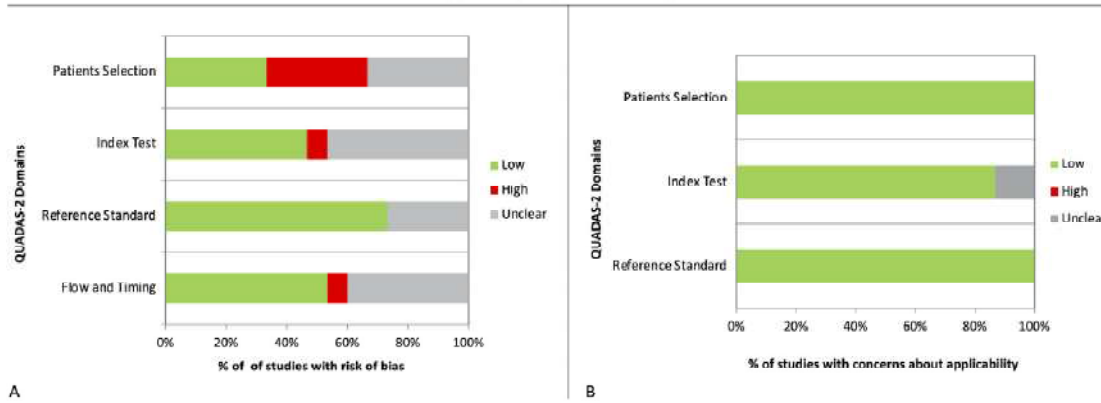 Patients Selection
Index Test
Reference Standard
Flow and Timing
QUADAS-2 Domains
Low
High
Unclear
0% 20% 40% 60% 80% 100%
% of of studies with risk of bias
A
Patients Selection
Index Test
Reference Standard
QUADAS-2 Domains
Low
High
Unclear
0% 20% 40% 60% 80% 100%
% of studies with concerns about applicability
B